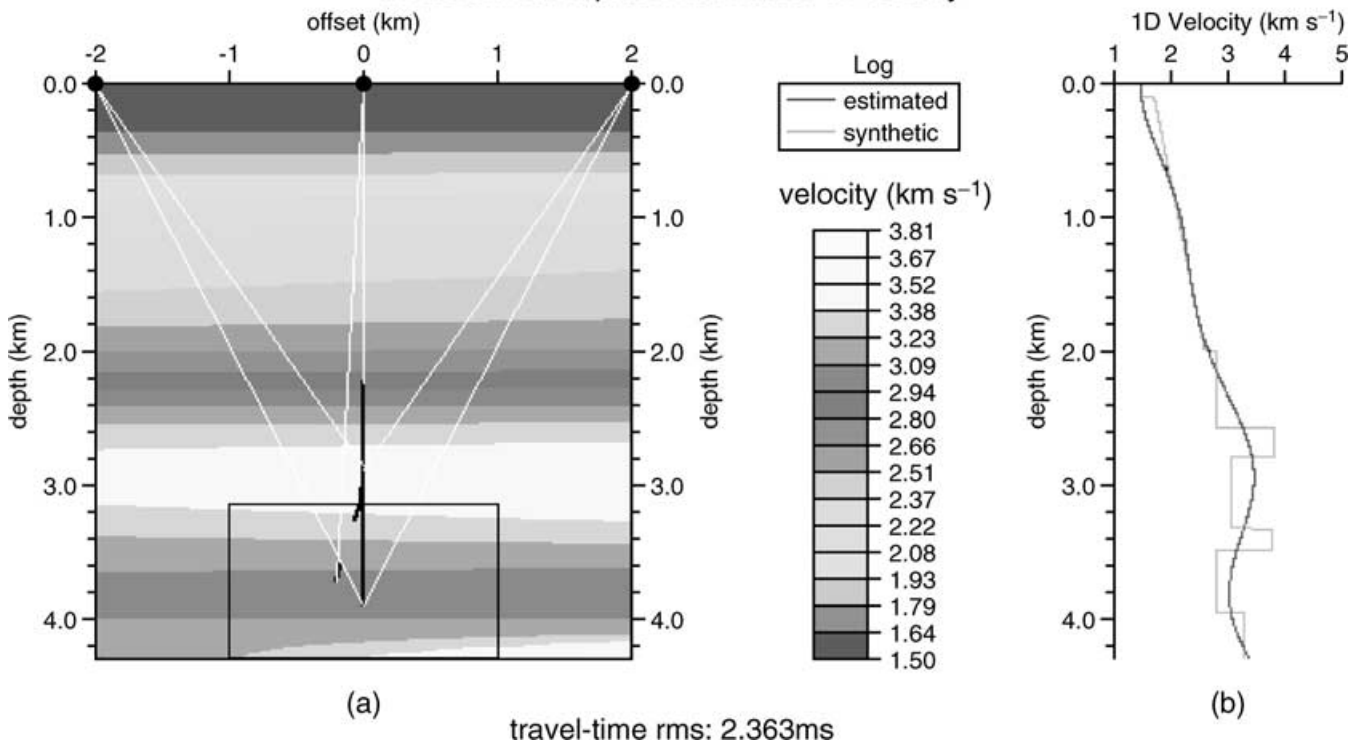 offset (km)
-2 -1 0 1 2
0.0 1.0 2.0 3.0 4.0
depth (km)
0.0 1.0 2.0 3.0 4.0
depth (km)
(a)
Log
estimated
synthetic
velocity (km s⁻¹)
3.81
3.67
3.52
3.38
3.23
3.09
2.94
2.80
2.66
2.51
2.37
2.22
2.08
1.93
1.79
1.64
1.50
1D Velocity (km s⁻¹)
1 2 3 4 5
0.0 1.0 2.0 3.0 4.0
depth (km)
(b)
travel-time rms: 2.363ms